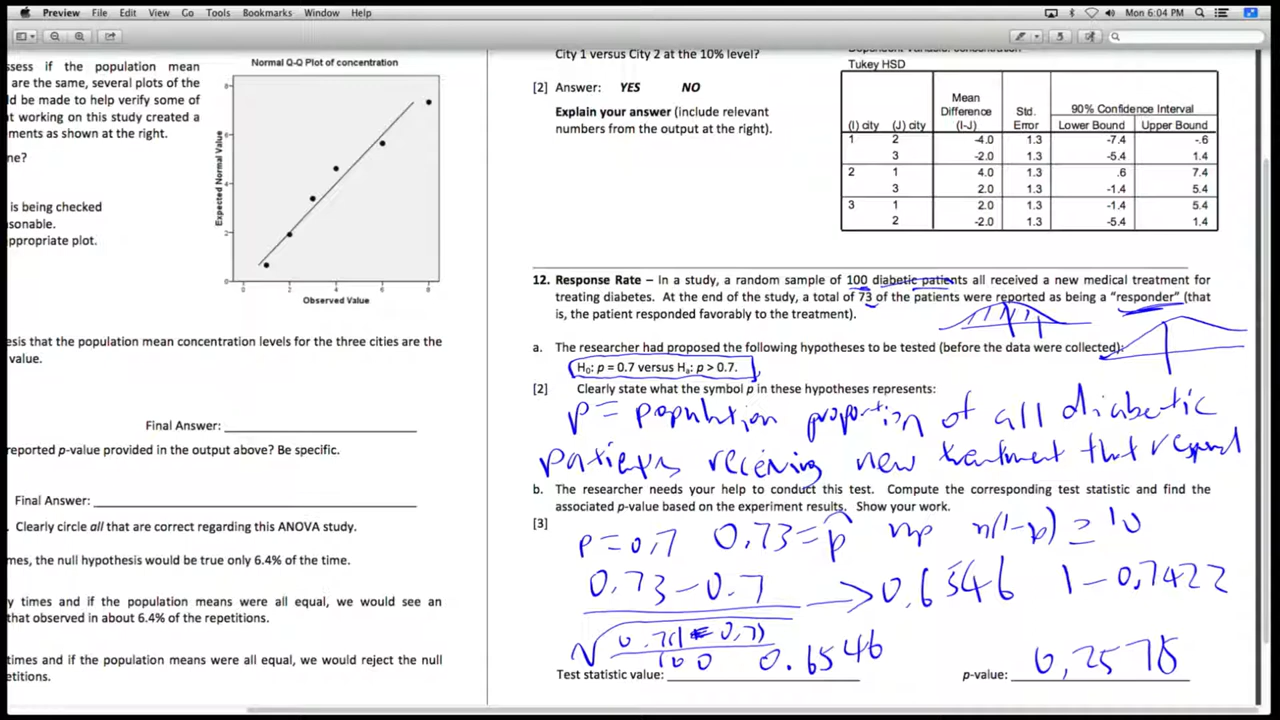 Preview File Edit View Go Tools Bookmarks Window Help Mon 6:04 PM
ssess if the population mean
are the same, several plots of the
ld be made to help verify some of
t working on this study created a
ments as shown at the right.
ne?
is being checked
sonable.
ppropriate plot.
Normal Q-Q Plot of concentration
Expected Normal Value
8
6
4
2
0
0 2 4 6 8
Observed Value
esis that the population mean concentration levels for the three cities are the
value.
Final Answer:
reported p-value provided in the output above? Be specific.
Final Answer:
. Clearly circle all that are correct regarding this ANOVA study.
mes, the null hypothesis would be true only 6.4% of the time.
y times and if the population means were all equal, we would see an
that observed in about 6.4% of the repetitions.
times and if the population means were all equal, we would reject the null
etitions.
City 1 versus City 2 at the 10% level?
[2] Answer: YES NO
Explain your answer (include relevant
numbers from the output at the right).
Dependent Variable: concentration
Tukey HSD
(I) city (J) city Mean Difference (I-J) Std. Error 90% Confidence Interval Lower Bound Upper Bound
1 2 -4.0 1.3 -7.4 -.6
3 -2.0 1.3 -5.4 1.4
2 1 4.0 1.3 .6 7.4
3 2.0 1.3 -1.4 5.4
3 1 2.0 1.3 -1.4 5.4
2 -2.0 1.3 -5.4 1.4
12. Response Rate – In a study, a random sample of 100 diabetic patients all received a new medical treatment for
treating diabetes. At the end of the study, a total of 73 of the patients were reported as being a "responder" (that
is, the patient responded favorably to the treatment).
a. The researcher had proposed the following hypotheses to be tested (before the data were collected):
H₀: p = 0.7 versus Hₐ: p > 0.7.
[2] Clearly state what the symbol p in these hypotheses represents:
p = population proportion of all diabetic
patients receiving new treatment that respond
b. The researcher needs your help to conduct this test. Compute the corresponding test statistic and find the
associated p-value based on the experiment results. Show your work.
[3]
p=0.7 0.73=p̂ np n(1-p) ≥ 10
0.73-0.7 → 0.6546 1-0.7422
100 0.6546 0.2578
Test statistic value: p-value: